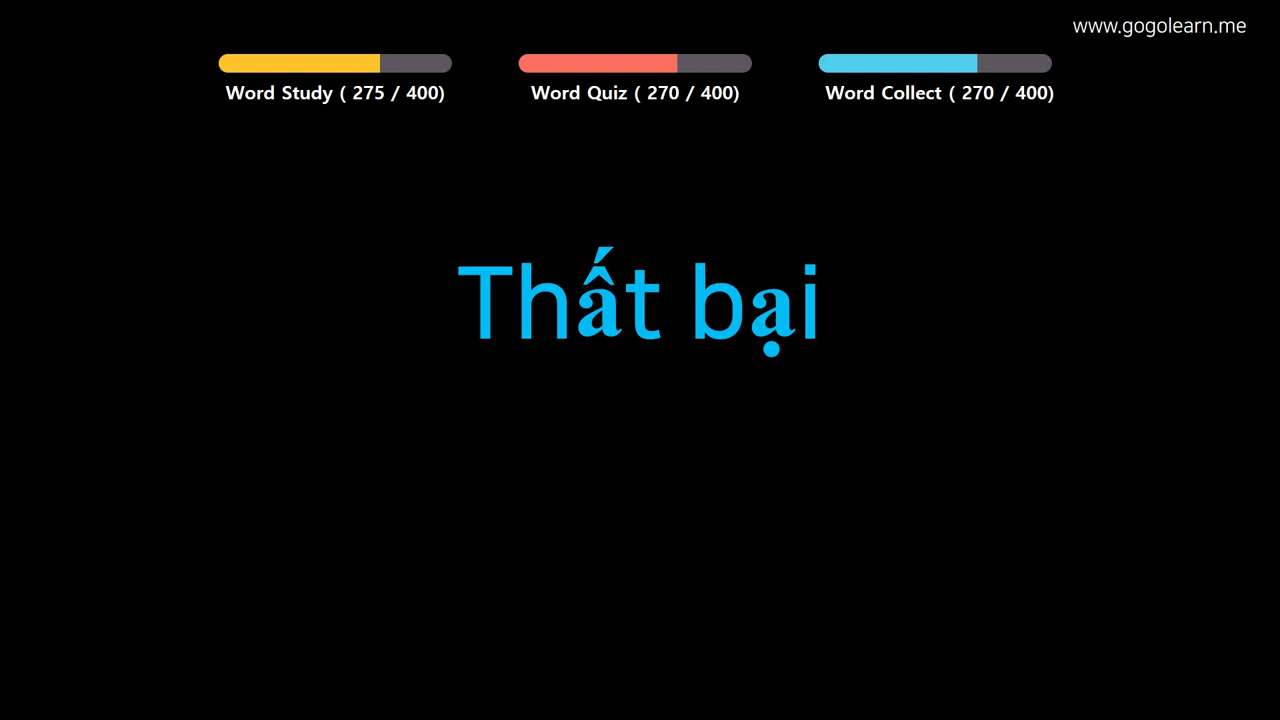 www.gogolearn.me
Word Study ( 275 / 400)
Word Quiz ( 270 / 400)
Word Collect ( 270 / 400)
Thất bại